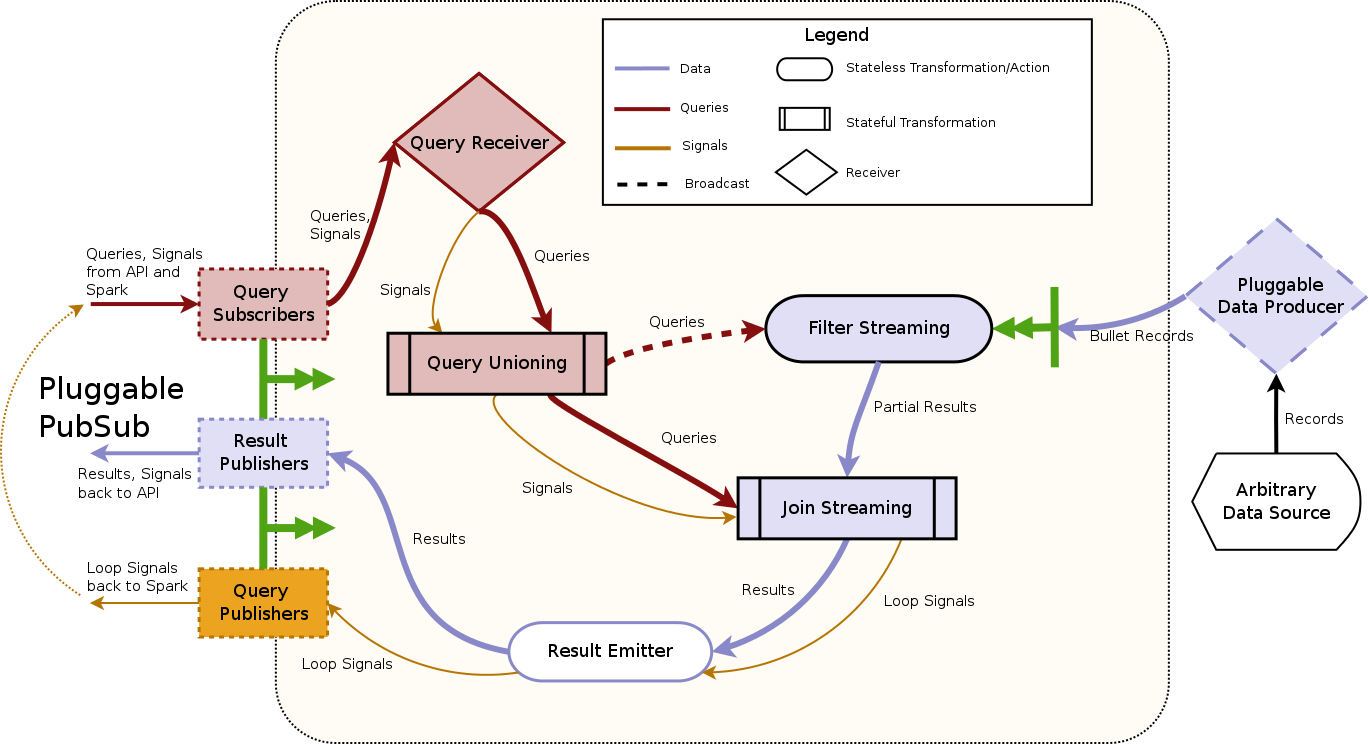 Legend
Data
Stateless Transformation/Action
Queries
Stateful Transformation
Signals
Broadcast
Receiver
Query Receiver
Queries,
Signals
Queries
Signals
Queries, Signals
from API and
Spark
Query
Subscribers
Query Unioning
Queries
Filter Streaming
Bullet Records
Pluggable
Data Producer
Records
Arbitrary
Data Source
Pluggable
PubSub
Partial Results
Queries
Signals
Join Streaming
Result
Publishers
Results, Signals
back to API
Results
Results
Loop Signals
Loop Signals
back to Spark
Query
Publishers
Result Emitter
Loop Signals